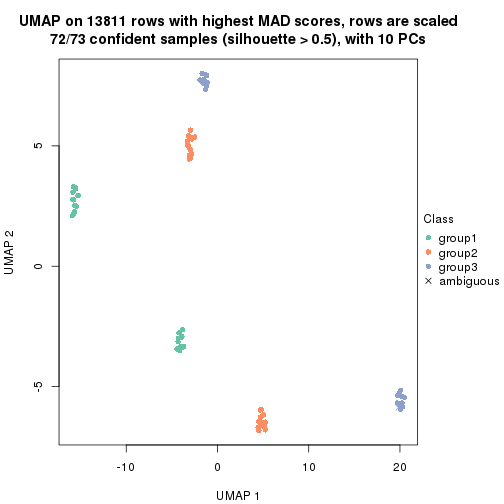 UMAP on 13811 rows with highest MAD scores, rows are scaled
72/73 confident samples (silhouette > 0.5), with 10 PCs
5
0
-5
UMAP 2
-10
0
10
20
UMAP 1
Class
group1
group2
group3
ambiguous